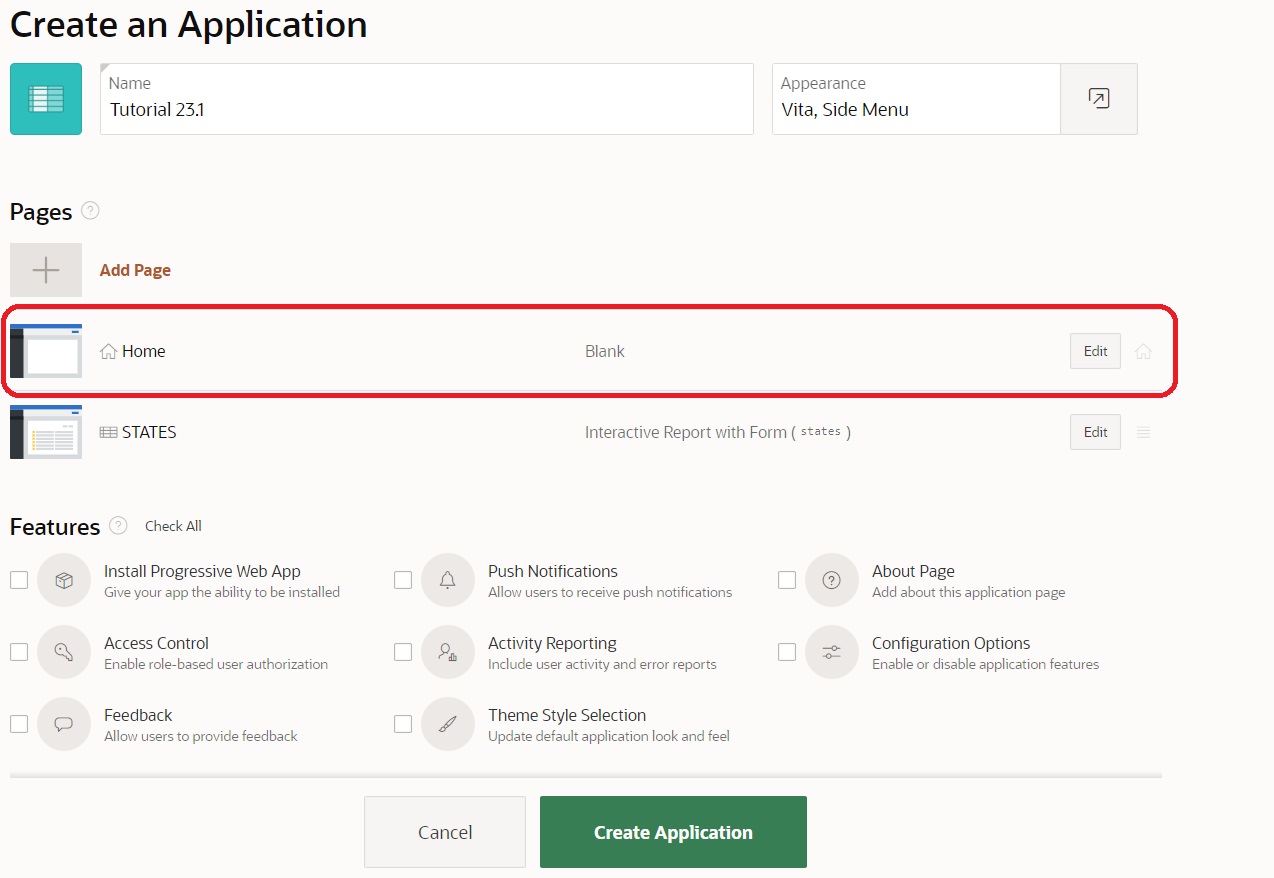 Create an Application
Name
Tutorial 23.1
Appearance
Vita, Side Menu
Pages ?
Add Page
Home Blank Edit
STATES Interactive Report with Form ( states ) Edit
Features ? Check All
Install Progressive Web App
Give your app the ability to be installed
Push Notifications
Allow users to receive push notifications
About Page
Add about this application page
Access Control
Enable role-based user authorization
Activity Reporting
Include user activity and error reports
Configuration Options
Enable or disable application features
Feedback
Allow users to provide feedback
Theme Style Selection
Update default application look and feel
Cancel
Create Application